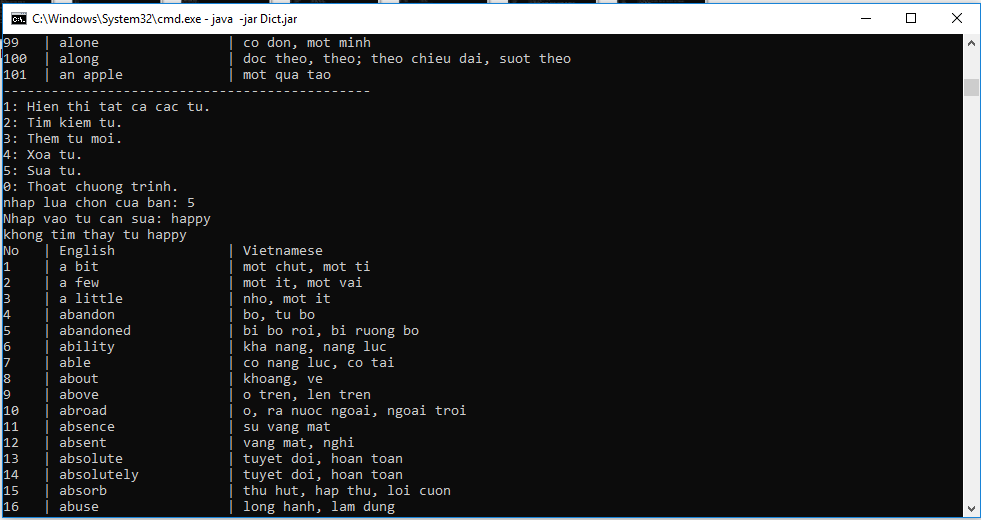 C:\Windows\System32\cmd.exe - java -jar Dict.jar
99 | alone | co don, mot minh
100 | along | doc theo, theo; theo chieu dai, suot theo
101 | an apple | mot qua tao
----------------------------------------------
1: Hien thi tat ca cac tu.
2: Tim kiem tu.
3: Them tu moi.
4: Xoa tu.
5: Sua tu.
0: Thoat chuong trinh.
nhap lua chon cua ban: 5
Nhap vao tu can sua: happy
khong tim thay tu happy
No | English | Vietnamese
1 | a bit | mot chut, mot ti
2 | a few | mot it, mot vai
3 | a little | nho, mot it
4 | abandon | bo, tu bo
5 | abandoned | bi bo roi, bi ruong bo
6 | ability | kha nang, nang luc
7 | able | co nang luc, co tai
8 | about | khoang, ve
9 | above | o tren, len tren
10 | abroad | o, ra nuoc ngoai, ngoai troi
11 | absence | su vang mat
12 | absent | vang mat, nghi
13 | absolute | tuyet doi, hoan toan
14 | absolutely | tuyet doi, hoan toan
15 | absorb | thu hut, hap thu, loi cuon
16 | abuse | long hanh, lam dung